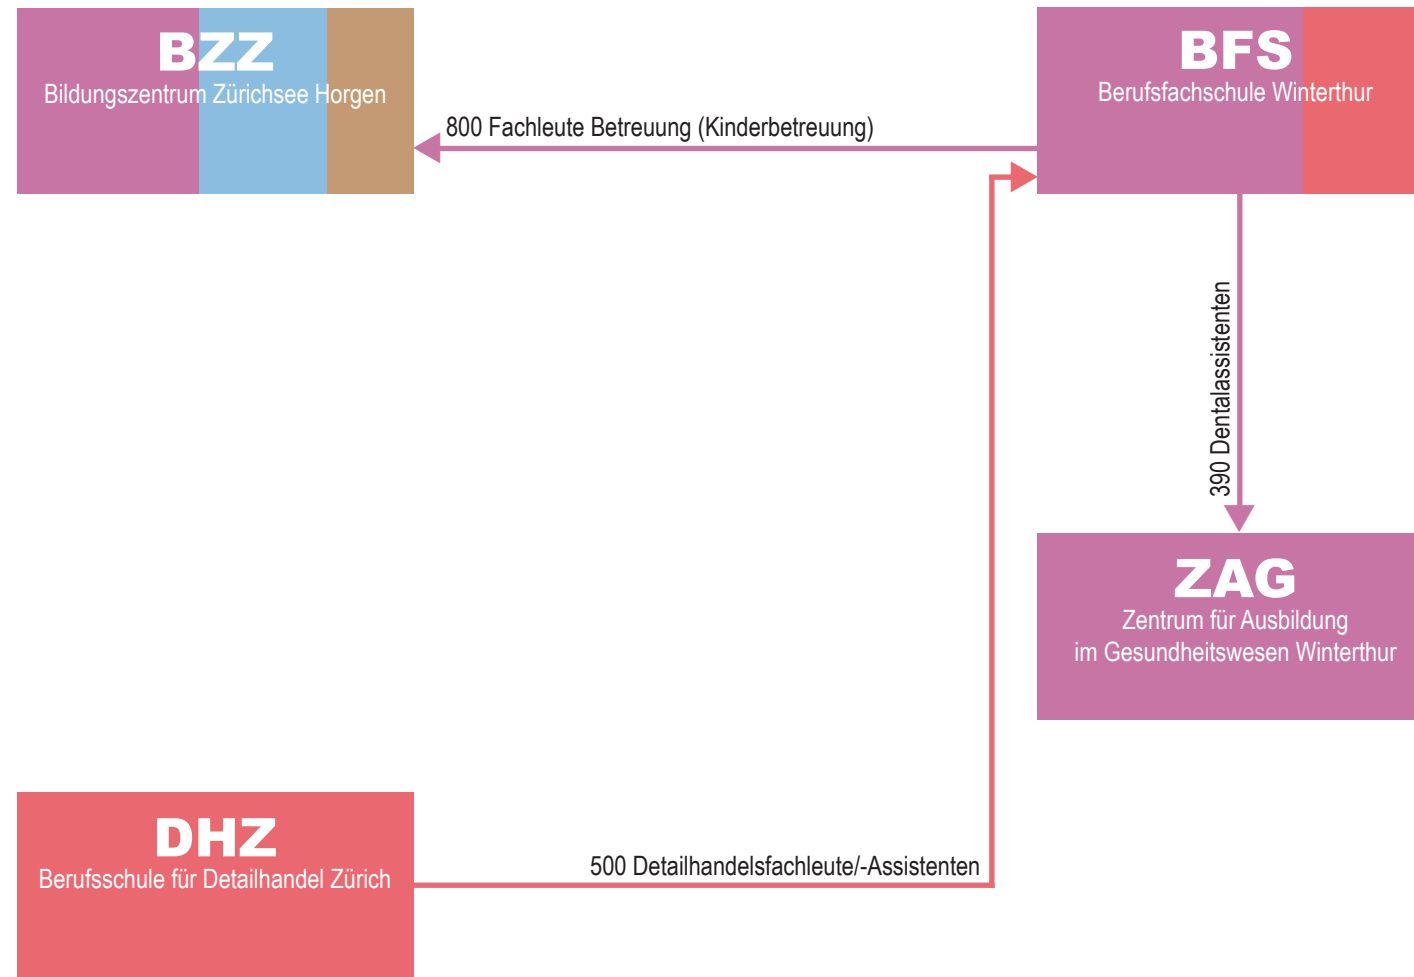 BZZ
Bildungszentrum Zürichsee Horgen
BFS
Berufsfachschule Winterthur
800 Fachleute Betreuung (Kinderbetreuung)
390 Dentalassistenten
ZAG
Zentrum für Ausbildung
im Gesundheitswesen Winterthur
DHZ
Berufsschule für Detailhandel Zürich
500 Detailhandelsfachleute/-Assistenten